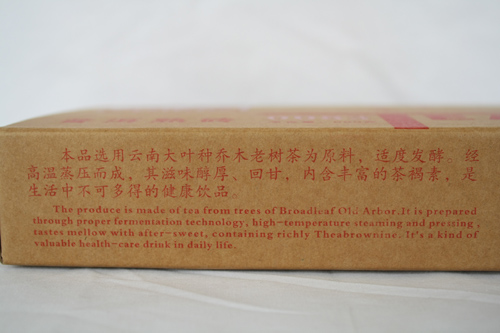 本品选用云南大叶种乔木老树茶为原料，适度发酵。经
高温蒸压而成，其滋味醇厚、回甘，内含丰富的茶褐素，是
生活中不可多得的健康饮品。
The produce is made of tea from trees of Broadleaf Old Arbor.It is prepared
through proper fermentation technology, high-temperature steaming and pressing ,
tastes mellow with after-sweet, containing richly Theabrownine. It's a kind of
valuable health-care drink in daily life.